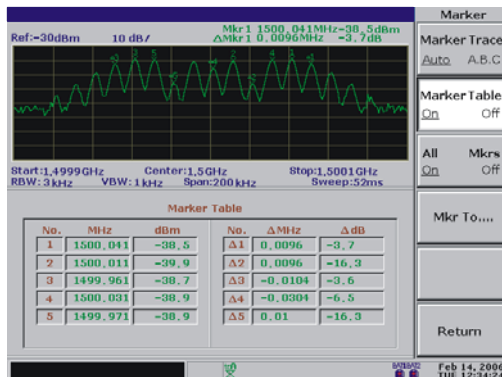 Marker
Mkr1 1500,041MHz-38,5dBm
Ref:-30dBm 10 dB/ ΔMkr1 0,0096MHz -3,7dB
Marker Trace
Auto A.B.C
Marker Table
On Off
All Mkrs
On Off
Mkr To....
Return
Start:1,4999GHz Center:1,5GHz Stop:1,5001GHz
RBW:3kHz VBW:1kHz Span:200kHz Sweep:52ms
Marker Table
No. MHz dBm No. ΔMHz ΔdB
1 1500,041 -38,5 Δ1 0,0096 -3,7
2 1500,011 -39,9 Δ2 0,0096 -16,3
3 1499,961 -38,7 Δ3 -0,0104 -3,6
4 1500,031 -38,9 Δ4 -0,0304 -6,5
5 1499,971 -38,9 Δ5 0,01 -16,3
Feb 14, 2006
TUE 12:34:24